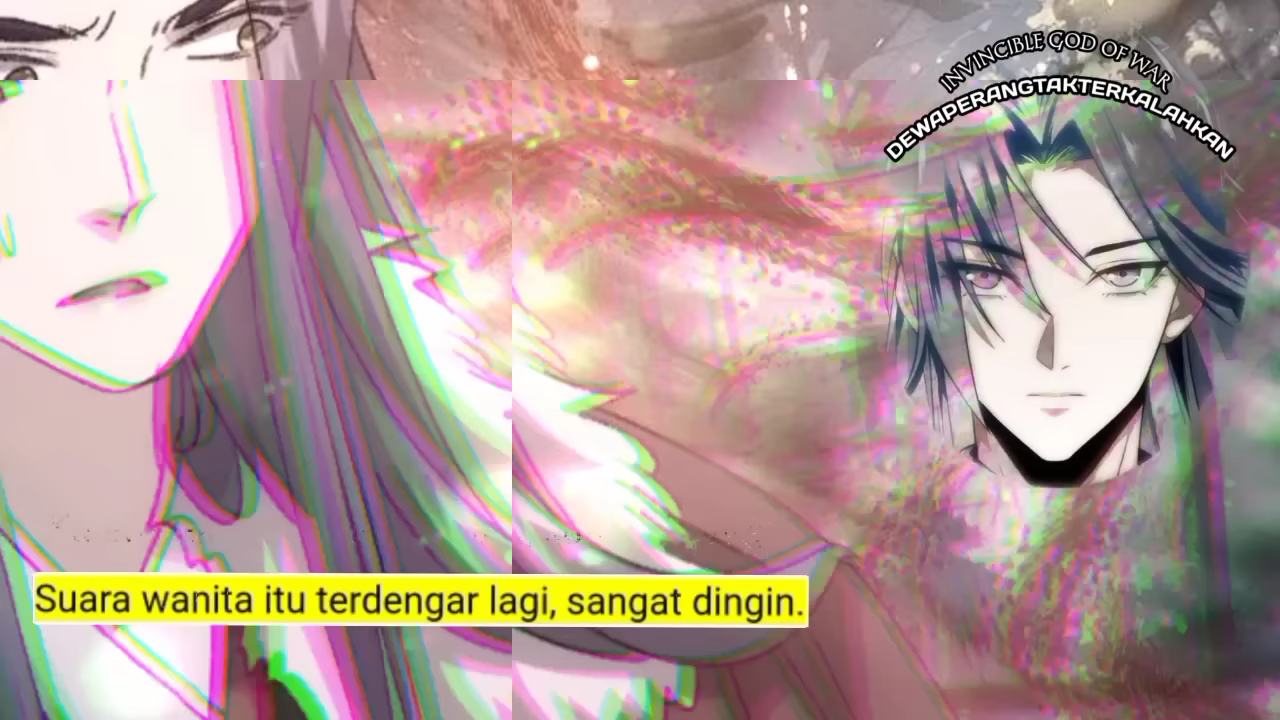 INVINCIBLE GOD OF WAR
DEWAPERANGTAKTERKALAHKAN
Suara wanita itu terdengar lagi, sangat dingin.